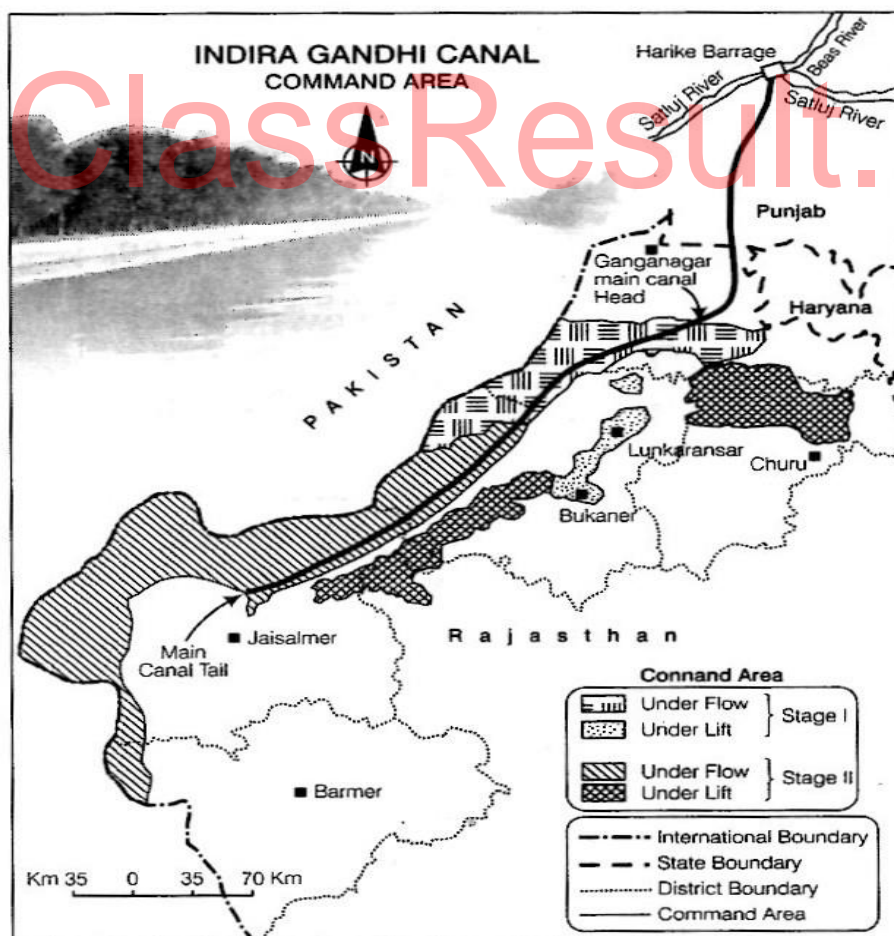 INDIRA GANDHI CANAL
COMMAND AREA
ClassResult.
N
Harike Barrage
Beas River
Satluj River
Satluj River
Punjab
Ganganagar
main canal
Head
Haryana
PAKISTAN
Lunkaransar
Churu
Bukaner
Main
Canal Tail
Jaisalmer
Rajasthan
Barmer
Connand Area
Under Flow
Under Lift
Stage I
Under Flow
Under Lift
Stage II
International Boundary
State Boundary
District Boundary
Command Area
Km 35 0 35 70 Km